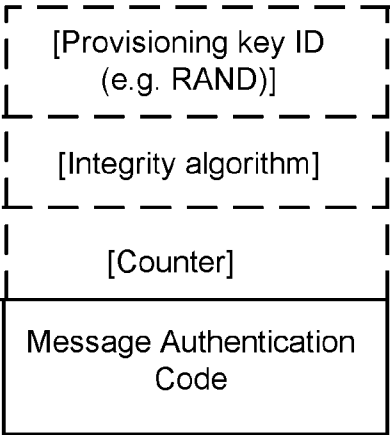 [Provisioning key ID
(e.g. RAND)]
[Integrity algorithm]
[Counter]
Message Authentication
Code